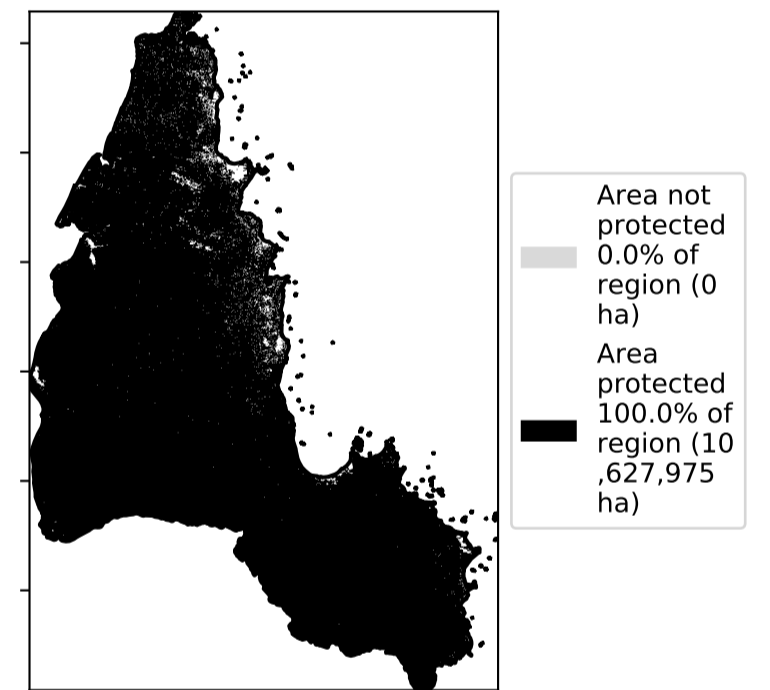 Area not
protected
0.0% of
region (0
ha)
Area
protected
100.0% of
region (10
,627,975
ha)